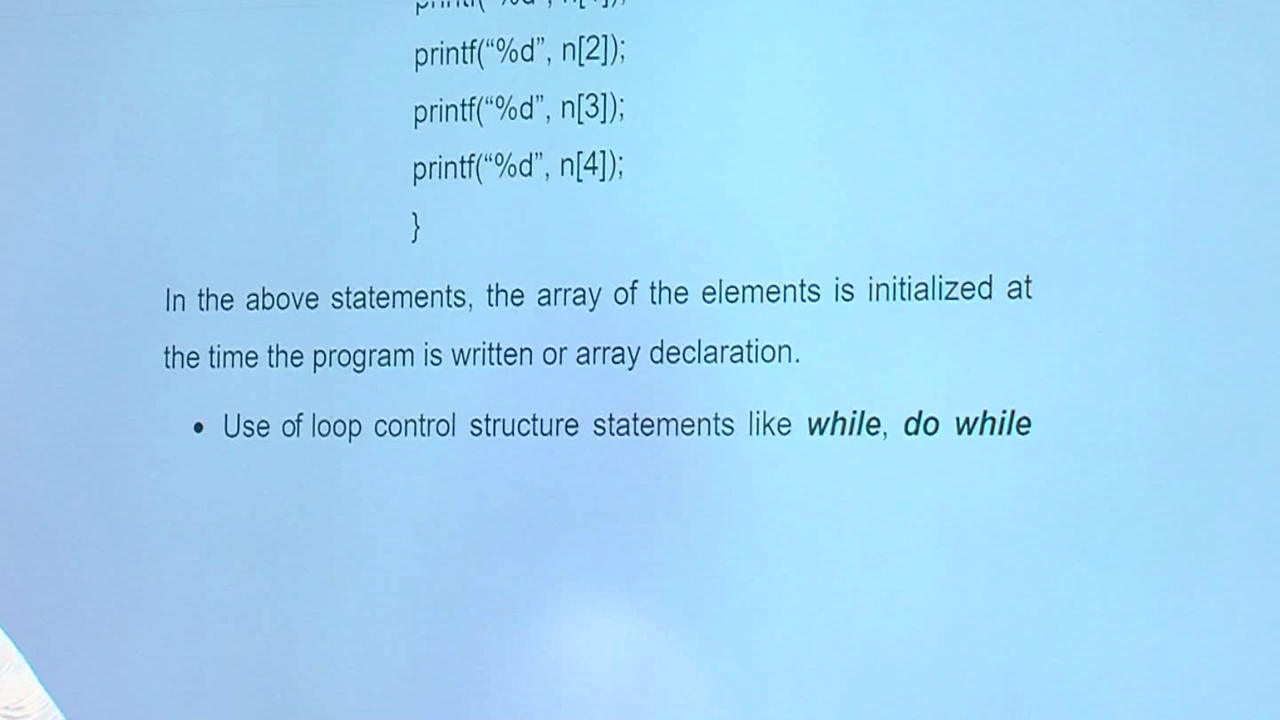 printf("%d", n[2]);
printf("%d", n[3]);
printf("%d", n[4]);
}
In the above statements, the array of the elements is initialized at
the time the program is written or array declaration.
• Use of loop control structure statements like while, do while